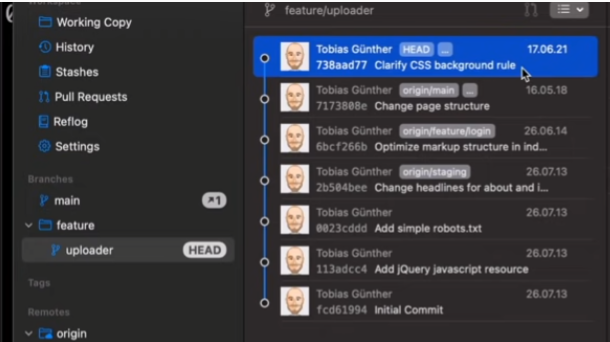 Workspace
Working Copy
History
Stashes
Pull Requests
Reflog
Settings
Branches
main
↗1
feature
uploader
HEAD
Tags
Remotes
origin
feature/uploader
Tobias Günther HEAD ... 17.06.21
738aad77 Clarify CSS background rule
Tobias Günther origin/main ... 16.05.18
7173808e Change page structure
Tobias Günther origin/feature/login 26.06.14
6bcf266b Optimize markup structure in ind...
Tobias Günther origin/staging 26.07.13
2b504bee Change headlines for about and i...
Tobias Günther 26.07.13
0023cddd Add simple robots.txt
Tobias Günther 26.07.13
113adcc4 Add jQuery javascript resource
Tobias Günther 26.07.13
fcd61994 Initial Commit